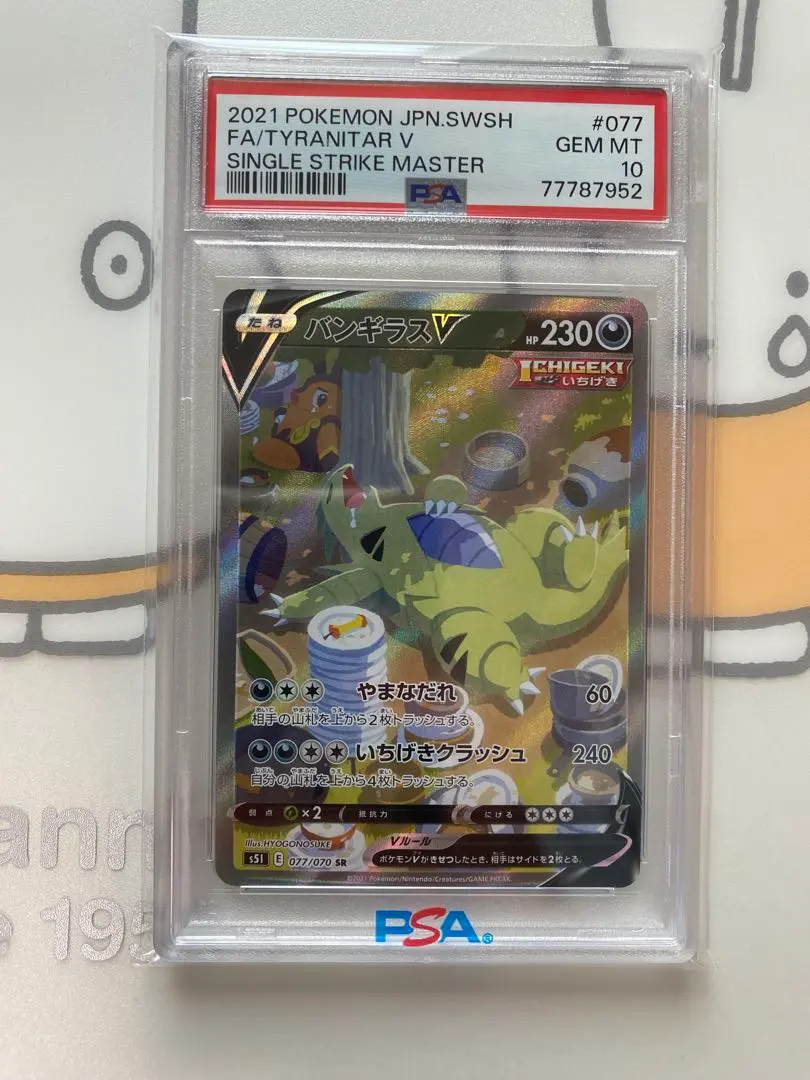 2021 POKEMON JPN.SWSH #077
FA/TYRANITAR V GEM MT
SINGLE STRIKE MASTER 10
77787952
PSA
たね バンギラスV HP 230
ICHIGEKI
いちげき
やまなだれ 60
相手の山札を上から2枚トラッシュする。
いちげきクラッシュ 240
自分の山札を上から4枚トラッシュする。
弱点 ×2 抵抗力 にげる
Illus.HYOGONOSUKE
Vルール
ポケモンVがきぜつしたとき、相手はサイドを2枚とる。
s5I E 077/070 SR
©2021 Pokémon/Nintendo/Creatures/GAME FREAK.
PSA
ann
e 195